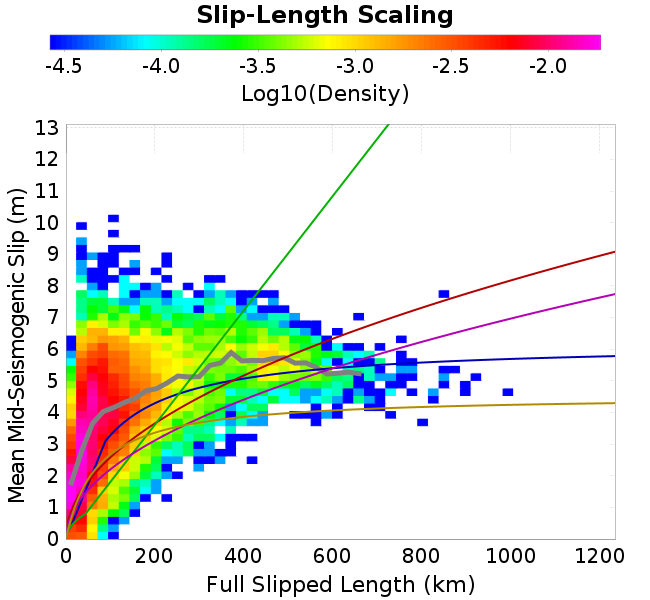 Slip-Length Scaling
-4.5 -4.0 -3.5 -3.0 -2.5 -2.0
Log10(Density)
Mean Mid-Seismogenic Slip (m)
13
12
11
10
9
8
7
6
5
4
3
2
1
0
0 200 400 600 800 1000 1200
Full Slipped Length (km)